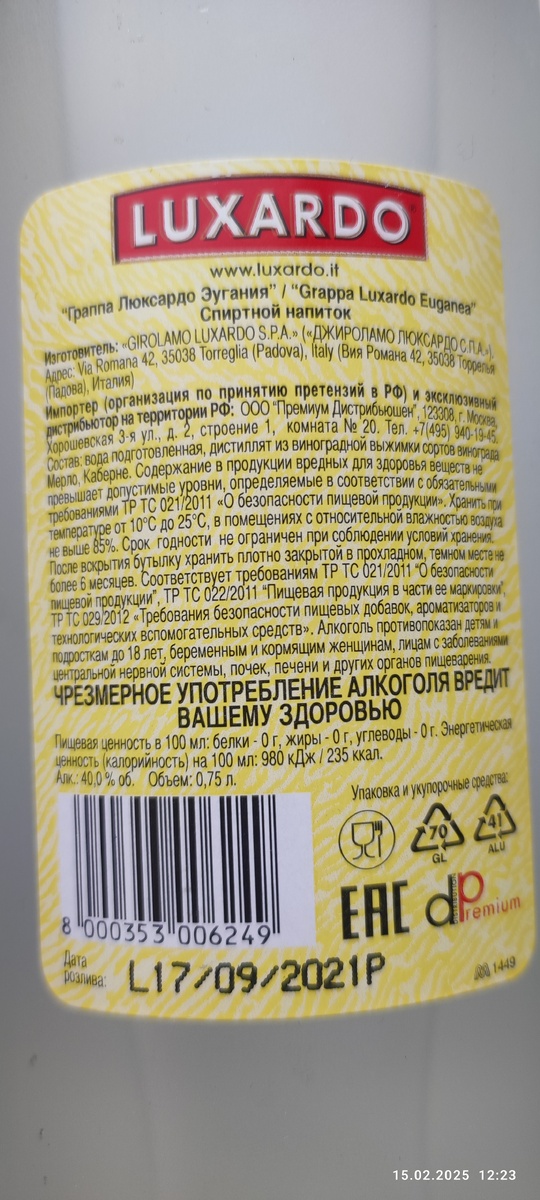 LUXARDO
www.luxardo.it
"Граппа Люксардо Эугания" / "Grappa Luxardo Euganea"
Спиртной напиток
Изготовитель: «GIROLAMO LUXARDO S.P.A.» («ДЖИРОЛАМО ЛЮКСАРДО С.П.А.»).
Адрес: Via Romana 42, 35038 Torreglia (Padova), Italy (Вия Романа 42, 35038 Торрелья
(Падова), Италия)
Импортер (организация по принятию претензий в РФ) и эксклюзивный
дистрибьютор на территории РФ: ООО "Премиум Дистрибьюшен", 123308, г. Москва,
Хорошевская 3-я ул., д. 2, строение 1, комната № 20. Тел. +7(495) 940-19-45.
Состав: вода подготовленная, дистиллят из виноградной выжимки сортов винограда
Мерло, Каберне. Содержание в продукции вредных для здоровья веществ не
превышает допустимые уровни, определяемые в соответствии с обязательными
требованиями ТР ТС 021/2011 «О безопасности пищевой продукции». Хранить при
температуре от 10°С до 25°С, в помещениях с относительной влажностью воздуха
не выше 85%. Срок годности не ограничен при соблюдении условий хранения.
После вскрытия бутылку хранить плотно закрытой в прохладном, темном месте не
более 6 месяцев. Соответствует требованиям ТР ТС 021/2011 "О безопасности
пищевой продукции", ТР ТС 022/2011 "Пищевая продукция в части ее маркировки",
ТР ТС 029/2012 «Требования безопасности пищевых добавок, ароматизаторов и
технологических вспомогательных средств». Алкоголь противопоказан детям и
подросткам до 18 лет, беременным и кормящим женщинам, лицам с заболеваниями
центральной нервной системы, почек, печени и других органов пищеварения.
ЧРЕЗМЕРНОЕ УПОТРЕБЛЕНИЕ АЛКОГОЛЯ ВРЕДИТ
ВАШЕМУ ЗДОРОВЬЮ
Пищевая ценность в 100 мл: белки - 0 г, жиры - 0 г, углеводы - 0 г. Энергетическая
ценность (калорийность) на 100 мл: 980 кДж / 235 ккал.
Алк.: 40,0 % об. Объем: 0,75 л.
Упаковка и укупорочные средства:
70
GL
41
ALU
EAC
dp remium
8 000353 006249
Дата
розлива:
L17/09/2021P
1449
15.02.2025 12:23